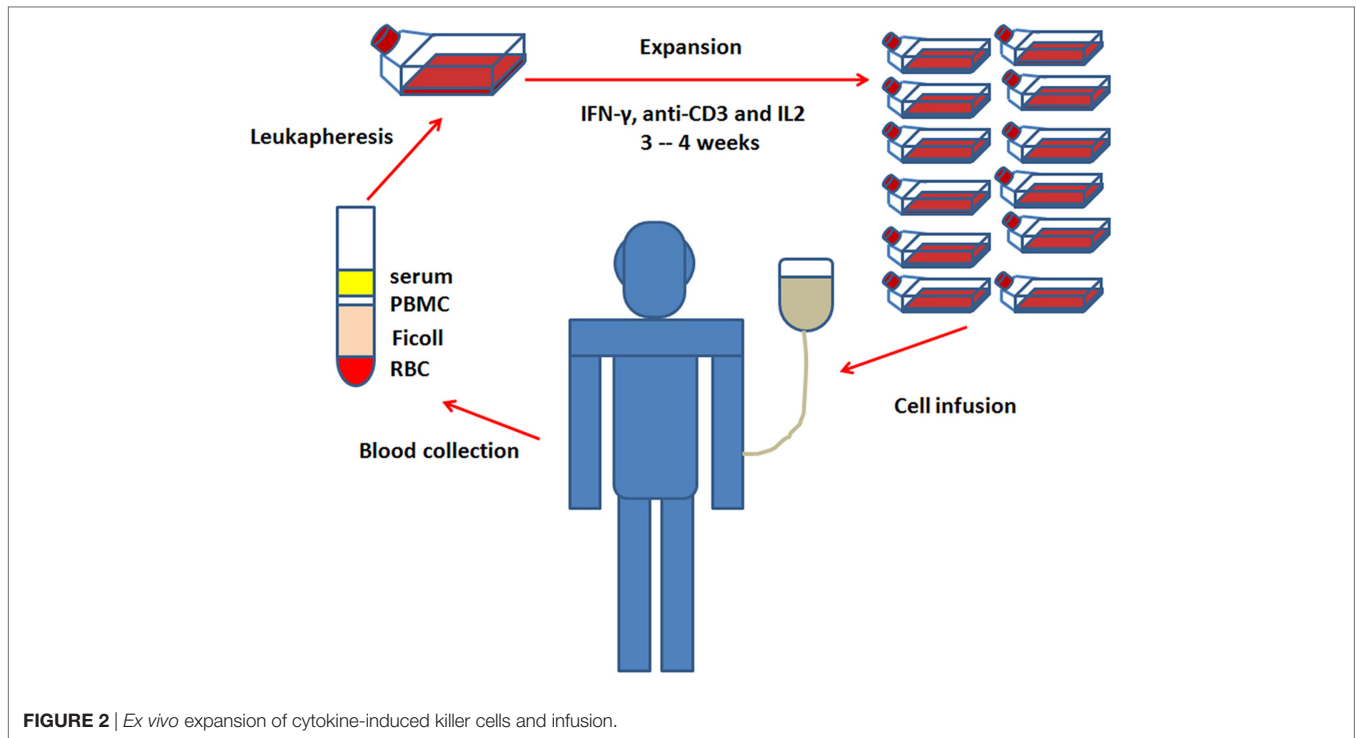 Expansion
IFN-γ, anti-CD3 and IL2
3 -- 4 weeks
Leukapheresis
serum
PBMC
Ficoll
RBC
Blood collection
Cell infusion
FIGURE 2 | Ex vivo expansion of cytokine-induced killer cells and infusion.